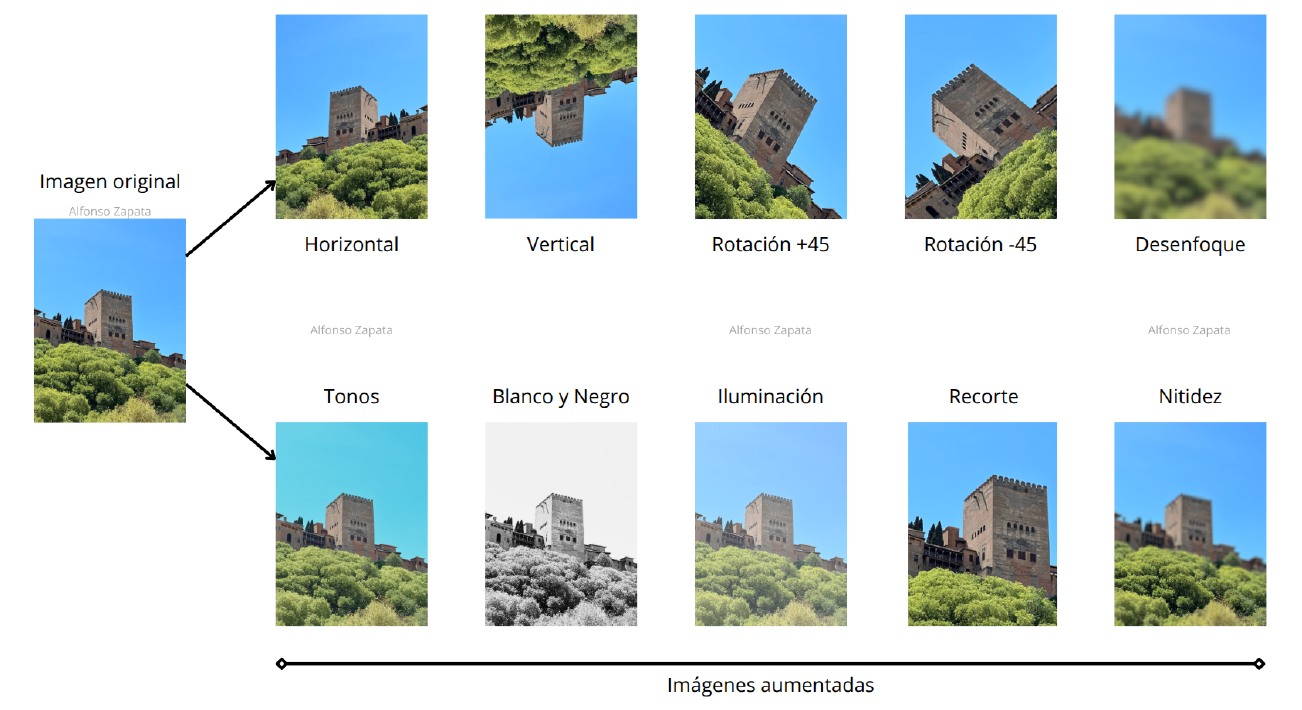 Imagen original
Alfonso Zapata
Horizontal
Vertical
Rotación +45
Rotación -45
Desenfoque
Alfonso Zapata
Alfonso Zapata
Alfonso Zapata
Tonos
Blanco y Negro
Iluminación
Recorte
Nitidez
Imágenes aumentadas